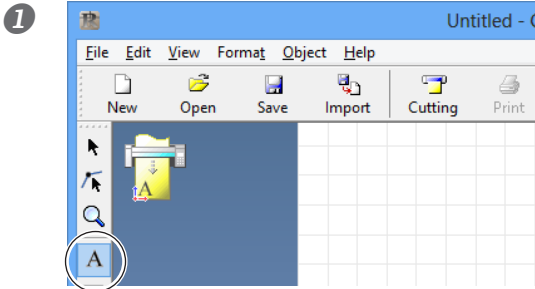 1
Untitled - C
File Edit View Format Object Help
New Open Save Import Cutting Print
A
A